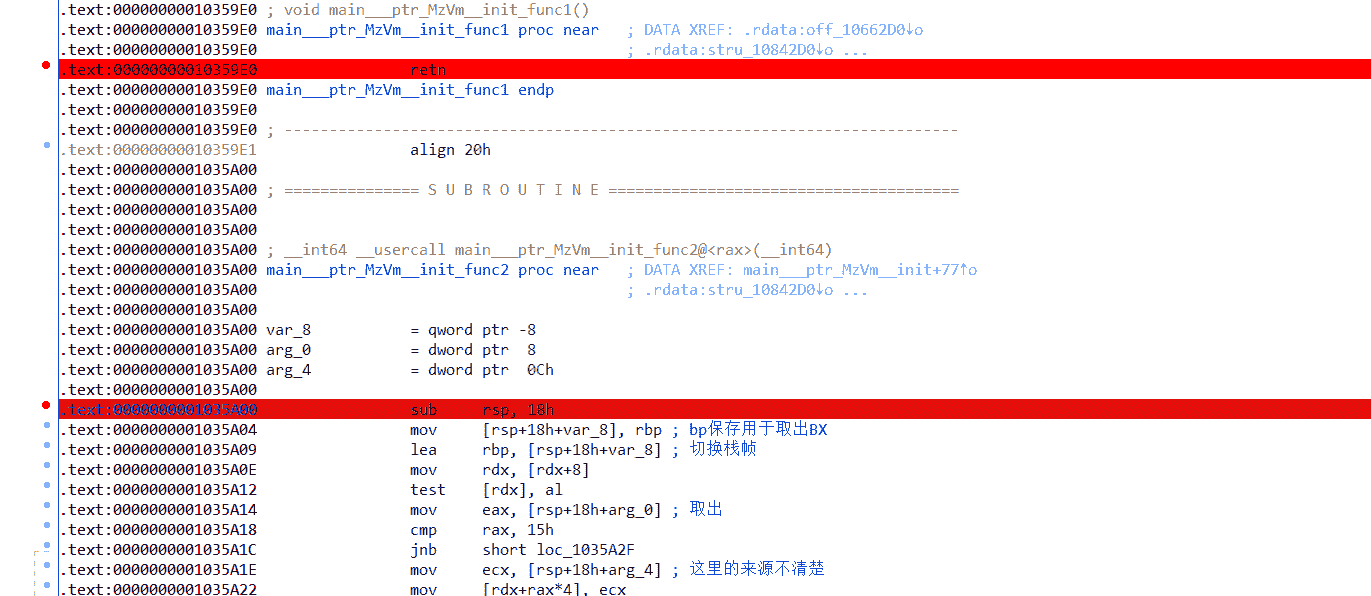 .text:00000000010359E0 ; void main___ptr_MzVm__init_func1()
.text:00000000010359E0 main___ptr_MzVm__init_func1 proc near   ; DATA XREF: .rdata:off_10662D0↓o
.text:00000000010359E0                                         ; .rdata:stru_10842D0↓o ...
.text:00000000010359E0                 retn
.text:00000000010359E0 main___ptr_MzVm__init_func1 endp
.text:00000000010359E0
.text:00000000010359E0 ; ---------------------------------------------------------------------------
.text:00000000010359E1                 align 20h
.text:0000000001035A00
.text:0000000001035A00 ; =============== S U B R O U T I N E =======================================
.text:0000000001035A00
.text:0000000001035A00
.text:0000000001035A00 ; __int64 __usercall main___ptr_MzVm__init_func2@<rax>(__int64)
.text:0000000001035A00 main___ptr_MzVm__init_func2 proc near   ; DATA XREF: main___ptr_MzVm__init+77↑o
.text:0000000001035A00                                         ; .rdata:stru_10842D0↓o ...
.text:0000000001035A00
.text:0000000001035A00 var_8           = qword ptr -8
.text:0000000001035A00 arg_0           = dword ptr  8
.text:0000000001035A00 arg_4           = dword ptr  0Ch
.text:0000000001035A00
.text:0000000001035A00                 sub     rsp, 18h
.text:0000000001035A04                 mov     [rsp+18h+var_8], rbp ; bp保存用于取出BX
.text:0000000001035A09                 lea     rbp, [rsp+18h+var_8] ; 切换栈帧
.text:0000000001035A0E                 mov     rdx, [rdx+8]
.text:0000000001035A12                 test    [rdx], al
.text:0000000001035A14                 mov     eax, [rsp+18h+arg_0] ; 取出
.text:0000000001035A18                 cmp     rax, 15h
.text:0000000001035A1C                 jnb     short loc_1035A2F
.text:0000000001035A1E                 mov     ecx, [rsp+18h+arg_4] ; 这里的来源不清楚
.text:0000000001035A22                 mov     [rdx+rax*4], ecx